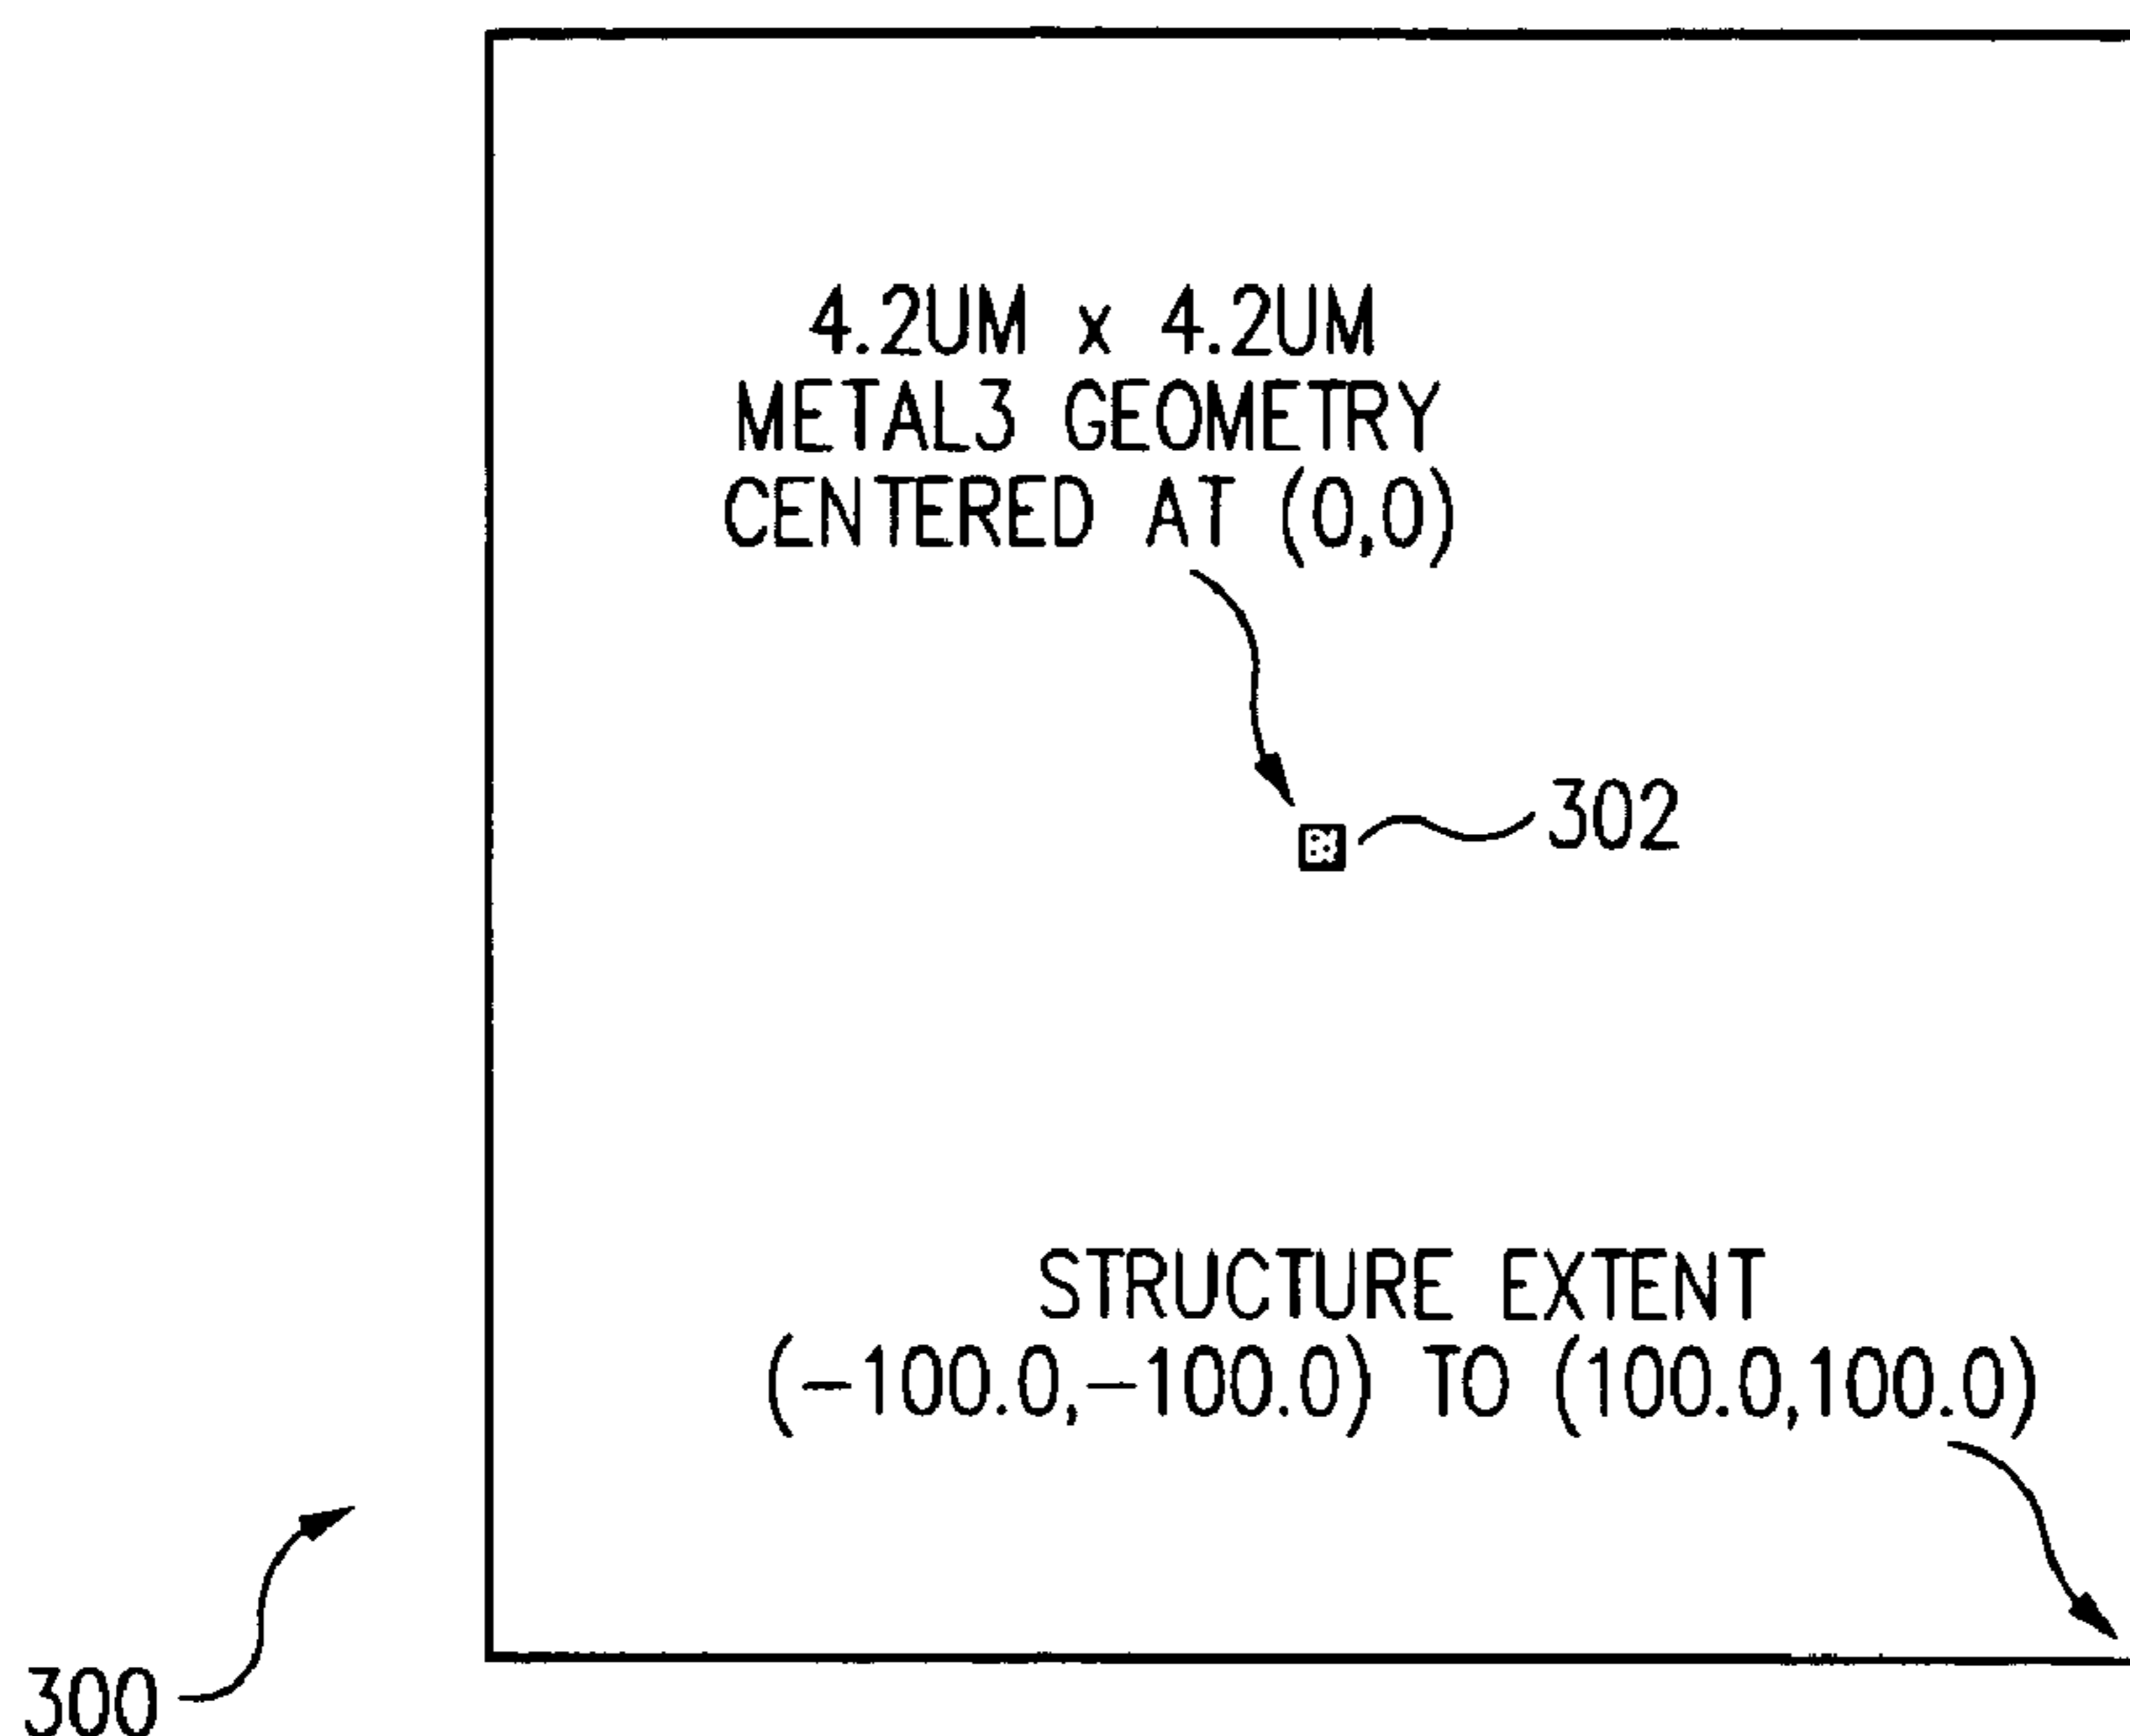 4.2UM x 4.2UM
METAL3 GEOMETRY
CENTERED AT (0,0)
302
STRUCTURE EXTENT
(-100.0,-100.0) TO (100.0,100.0)
300